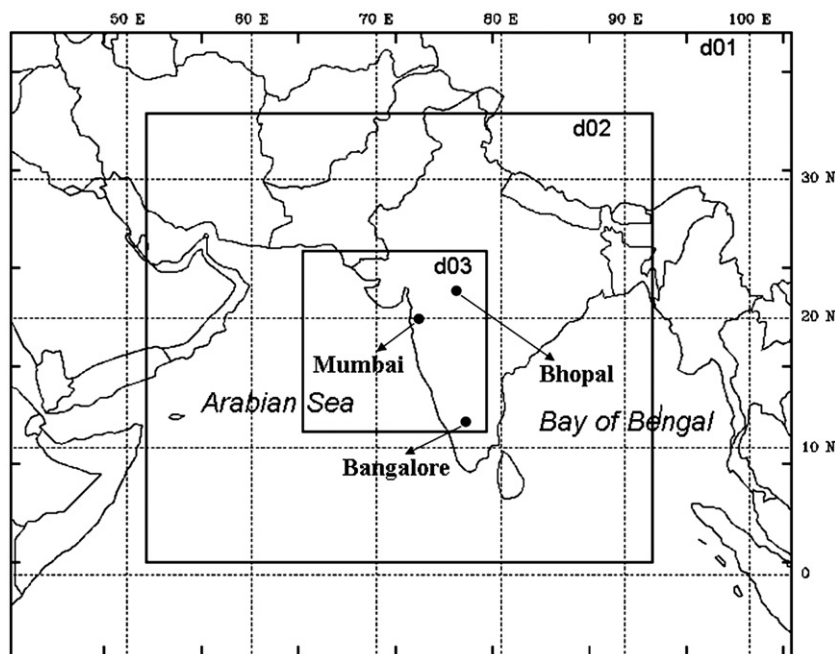 50 E 60 E 70 E 80 E 90 E 100 E
d01
d02
30 N
d03
20 N
Mumbai
Bhopal
Arabian Sea
Bay of Bengal
10 N
Bangalore
0